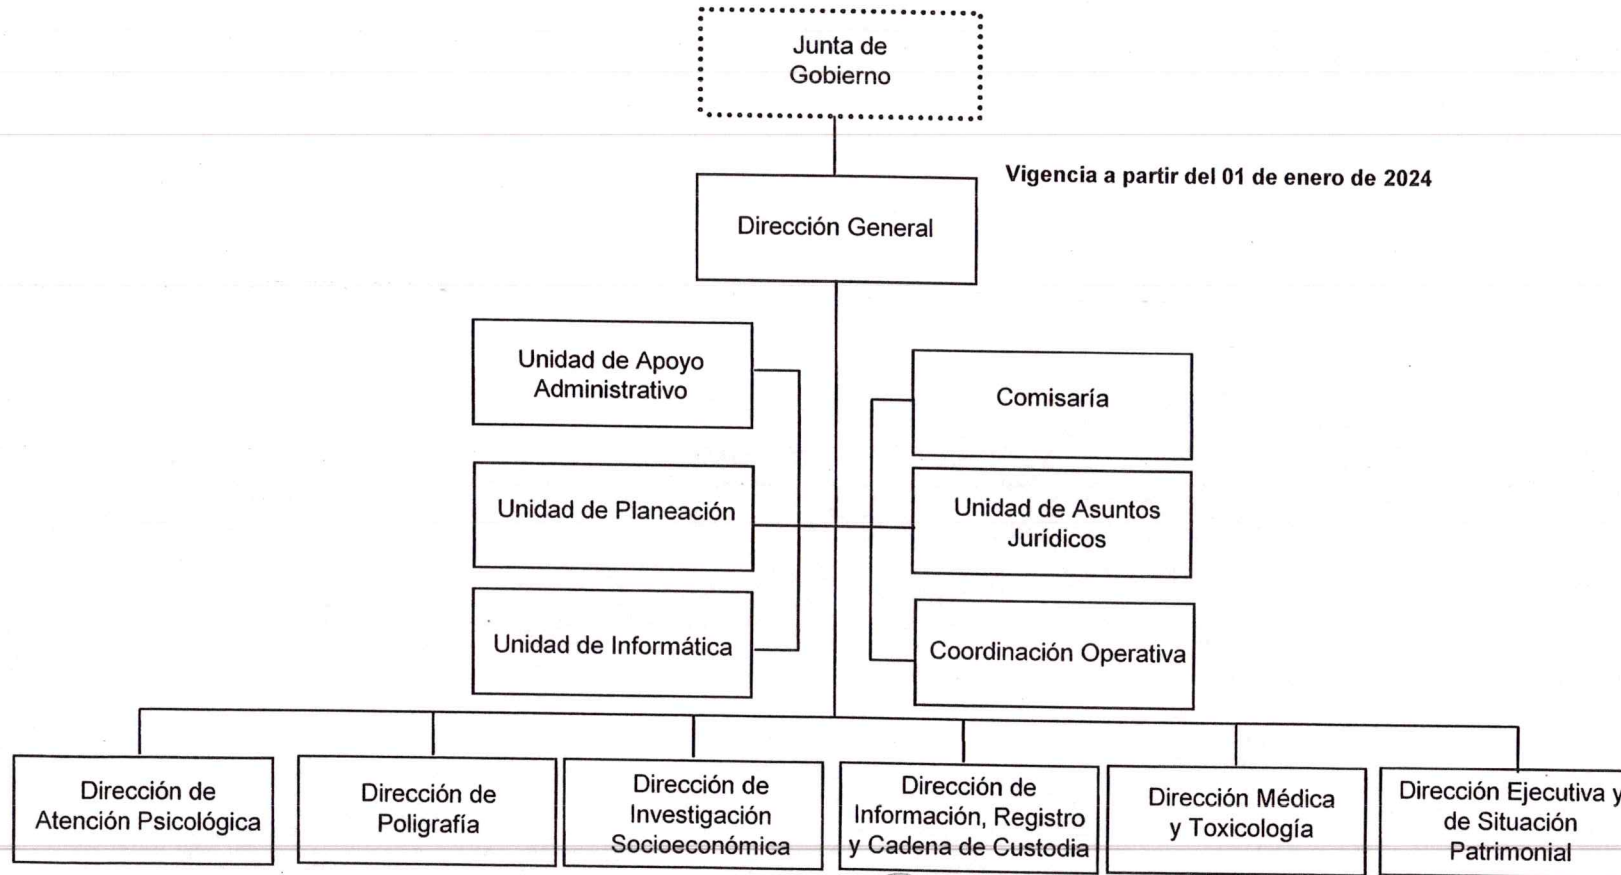 Junta de
Gobierno
Vigencia a partir del 01 de enero de 2024
Dirección General
Unidad de Apoyo
Administrativo
Comisaría
Unidad de Planeación
Unidad de Asuntos
Jurídicos
Unidad de Informática
Coordinación Operativa
Dirección de
Atención Psicológica
Dirección de
Poligrafía
Dirección de
Investigación
Socioeconómica
Dirección de
Información, Registro
y Cadena de Custodia
Dirección Médica
y Toxicología
Dirección Ejecutiva y
de Situación
Patrimonial